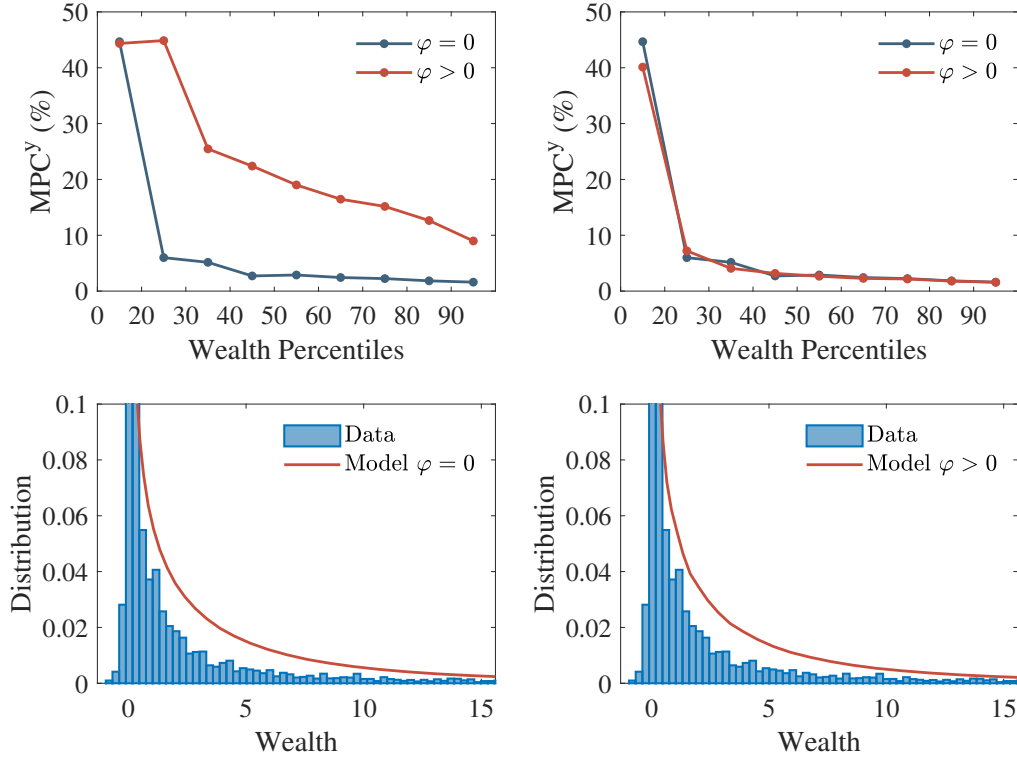 50
40
30
20
10
0
MPC^y (%)
φ = 0
φ > 0
0 10 20 30 40 50 60 70 80 90
Wealth Percentiles
50
40
30
20
10
0
MPC^y (%)
φ = 0
φ > 0
0 10 20 30 40 50 60 70 80 90
Wealth Percentiles
0.1
0.08
0.06
0.04
0.02
0
Distribution
Data
Model φ = 0
0 5 10 15
Wealth
0.1
0.08
0.06
0.04
0.02
0
Distribution
Data
Model φ > 0
0 5 10 15
Wealth